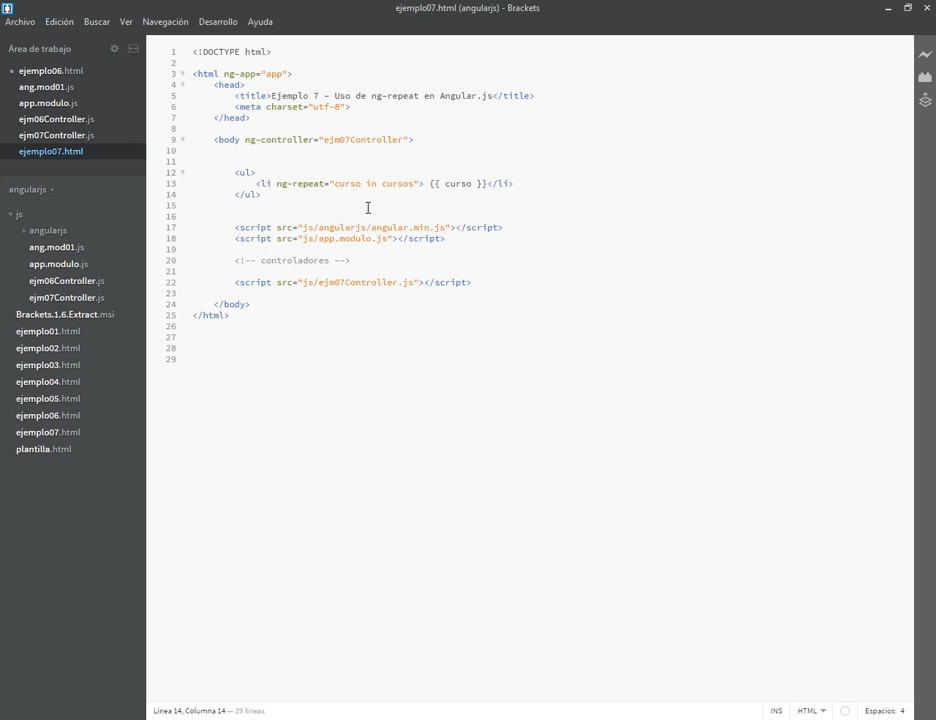 ejemplo07.html (angularjs) - Brackets
Archivo Edición Buscar Ver Navegación Desarrollo Ayuda
Área de trabajo
ejemplo06.html
ang.mod01.js
app.modulo.js
ejm06Controller.js
ejm07Controller.js
ejemplo07.html
angularjs
js
angularjs
ang.mod01.js
app.modulo.js
ejm06Controller.js
ejm07Controller.js
Brackets.1.6.Extract.msi
ejemplo01.html
ejemplo02.html
ejemplo03.html
ejemplo04.html
ejemplo05.html
ejemplo06.html
ejemplo07.html
plantilla.html
1 <!DOCTYPE html>
2
3 <html ng-app="app">
4 <head>
5 <title>Ejemplo 7 - Uso de ng-repeat en Angular.js</title>
6 <meta charset="utf-8">
7 </head>
8
9 <body ng-controller="ejm07Controller">
10
11
12 <ul>
13 <li ng-repeat="curso in cursos"> {{ curso }}</li>
14 </ul>
15
16
17 <script src="js/angularjs/angular.min.js"></script>
18 <script src="js/app.modulo.js"></script>
19
20 <!-- controladores -->
21
22 <script src="js/ejm07Controller.js"></script>
23
24 </body>
25 </html>
26
27
28
29
Línea 14, Columna 14 — 29 líneas
INS HTML Espacios: 4